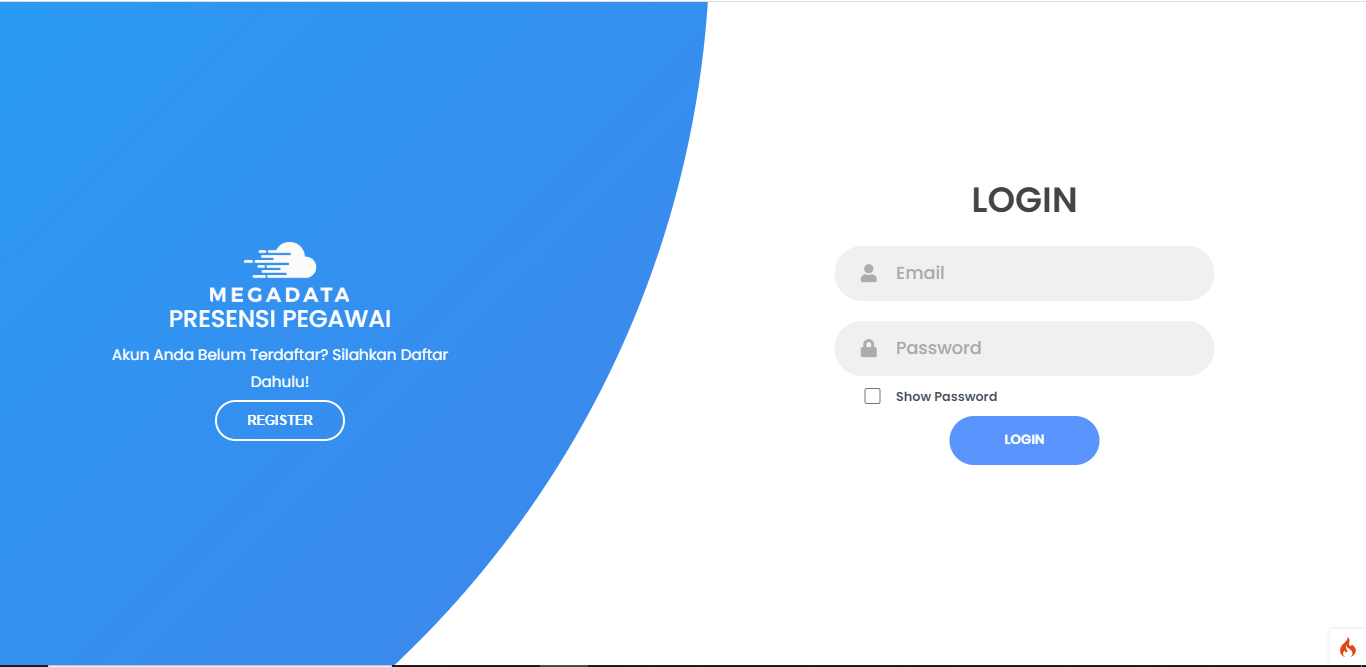 MEGADATA
PRESENSI PEGAWAI
Akun Anda Belum Terdaftar? Silahkan Daftar
Dahulu!
REGISTER
LOGIN
Email
Password
Show Password
LOGIN